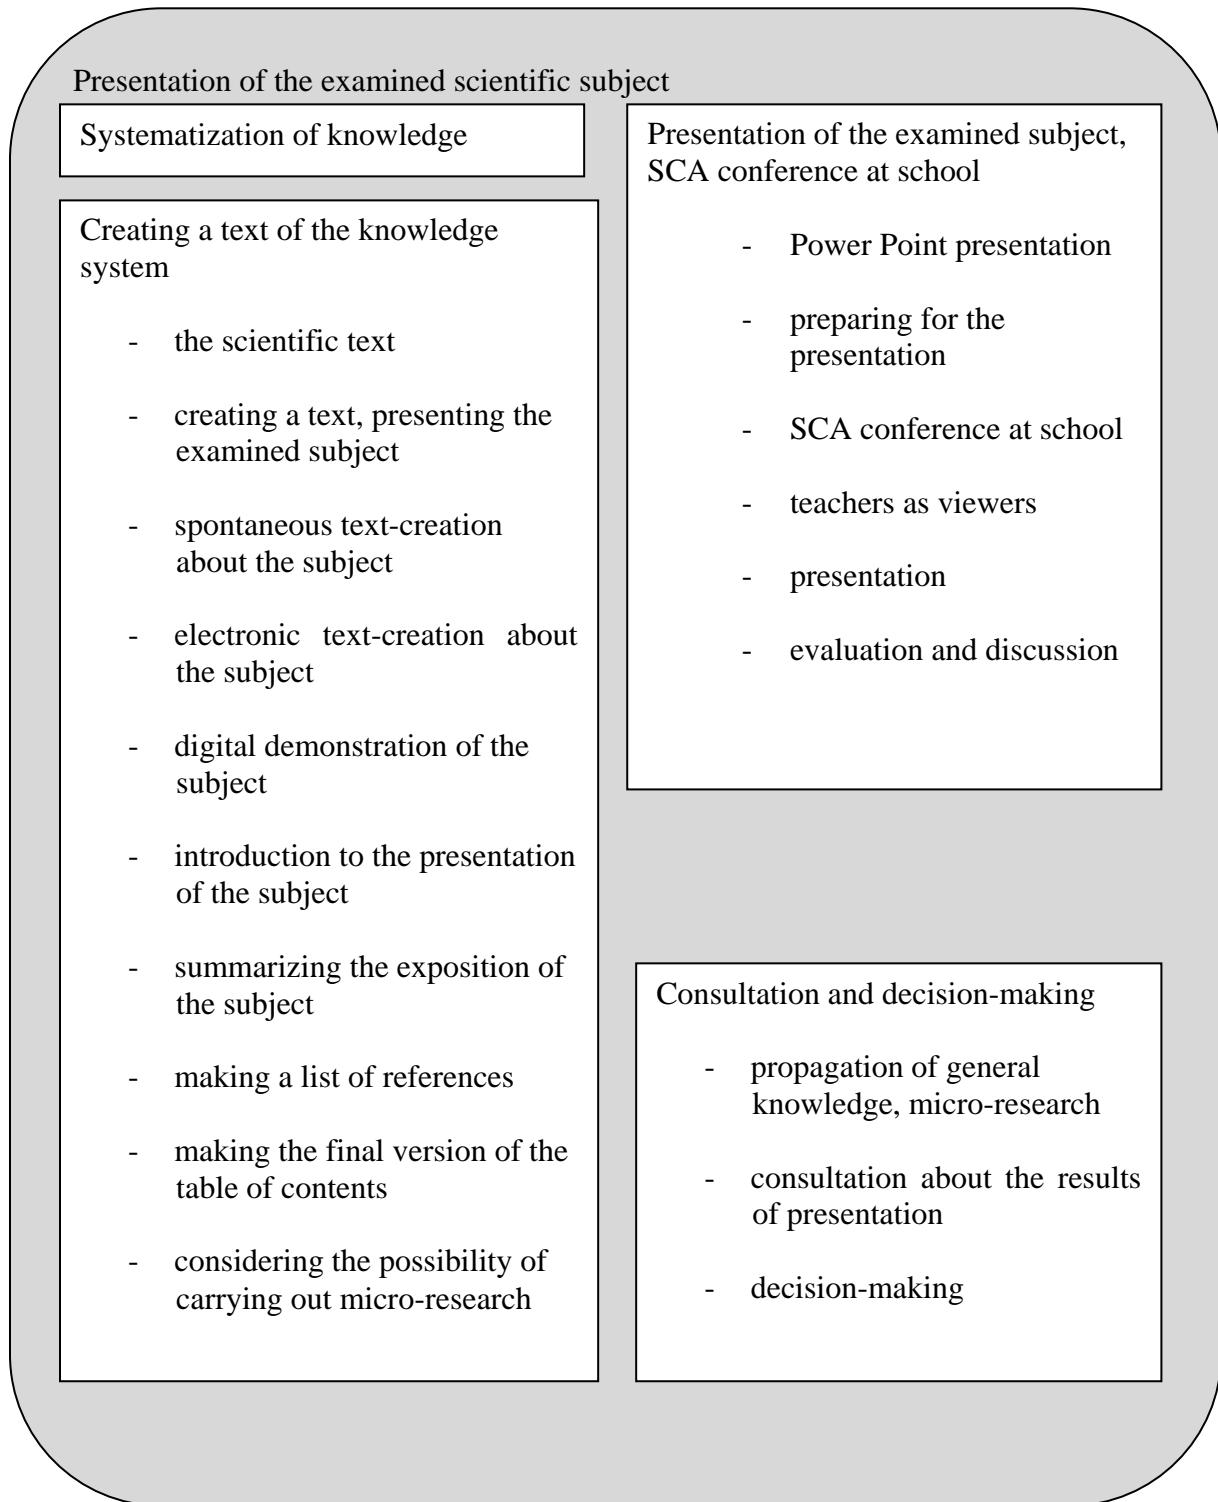 Presentation of the examined scientific subject
Systematization of knowledge
Creating a text of the knowledge
system
- the scientific text
- creating a text, presenting the
examined subject
- spontaneous text-creation
about the subject
- electronic text-creation about
the subject
- digital demonstration of the
subject
- introduction to the presentation
of the subject
- summarizing the exposition of
the subject
- making a list of references
- making the final version of the
table of contents
- considering the possibility of
carrying out micro-research
Presentation of the examined subject,
SCA conference at school
- Power Point presentation
- preparing for the
presentation
- SCA conference at school
- teachers as viewers
- presentation
- evaluation and discussion
Consultation and decision-making
- propagation of general
knowledge, micro-research
- consultation about the results
of presentation
- decision-making